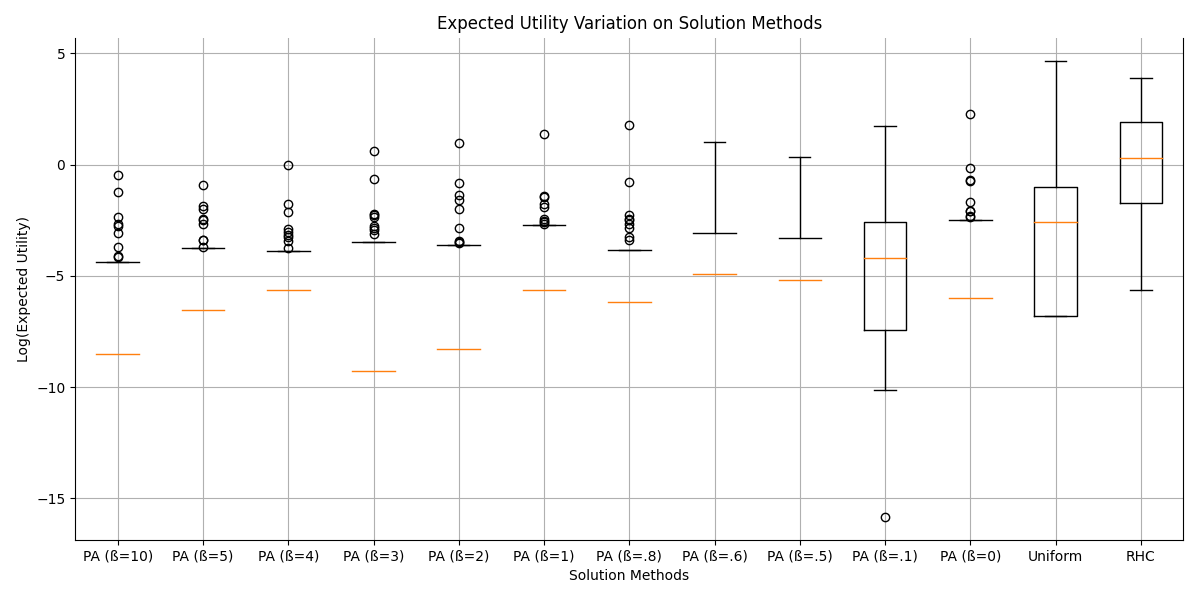 Expected Utility Variation on Solution Methods
Log(Expected Utility)
5
0
−5
−10
−15
PA (ß=10) PA (ß=5) PA (ß=4) PA (ß=3) PA (ß=2) PA (ß=1) PA (ß=.8) PA (ß=.6) PA (ß=.5) PA (ß=.1) PA (ß=0) Uniform RHC
Solution Methods